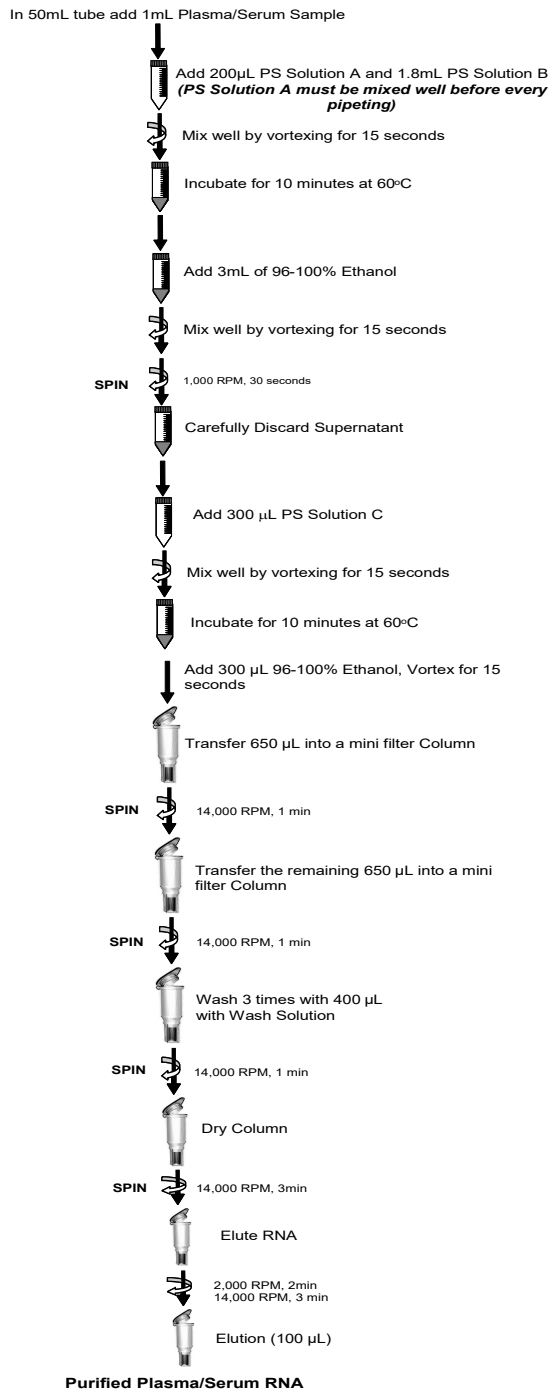 In 50mL tube add 1mL Plasma/Serum Sample
Add 200µL PS Solution A and 1.8mL PS Solution B
(PS Solution A must be mixed well before every
pipeting)
Mix well by vortexing for 15 seconds
Incubate for 10 minutes at 60ºC
Add 3mL of 96-100% Ethanol
Mix well by vortexing for 15 seconds
SPIN 1,000 RPM, 30 seconds
Carefully Discard Supernatant
Add 300 µL PS Solution C
Mix well by vortexing for 15 seconds
Incubate for 10 minutes at 60ºC
Add 300 µL 96-100% Ethanol, Vortex for 15
seconds
Transfer 650 µL into a mini filter Column
SPIN 14,000 RPM, 1 min
Transfer the remaining 650 µL into a mini
filter Column
SPIN 14,000 RPM, 1 min
Wash 3 times with 400 µL
with Wash Solution
SPIN 14,000 RPM, 1 min
Dry Column
SPIN 14,000 RPM, 3min
Elute RNA
2,000 RPM, 2min
14,000 RPM, 3 min
Elution (100 µL)
Purified Plasma/Serum RNA